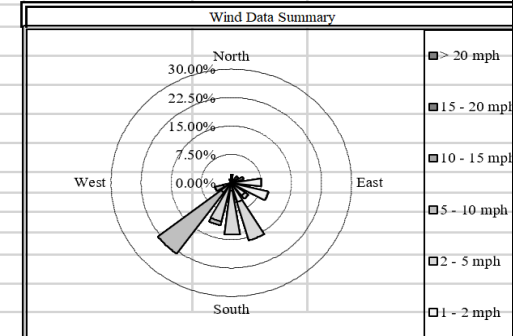 Wind Data Summary
North
30.00%
22.50%
15.00%
7.50%
0.00%
West
East
South
> 20 mph
15 - 20 mph
10 - 15 mph
5 - 10 mph
2 - 5 mph
1 - 2 mph